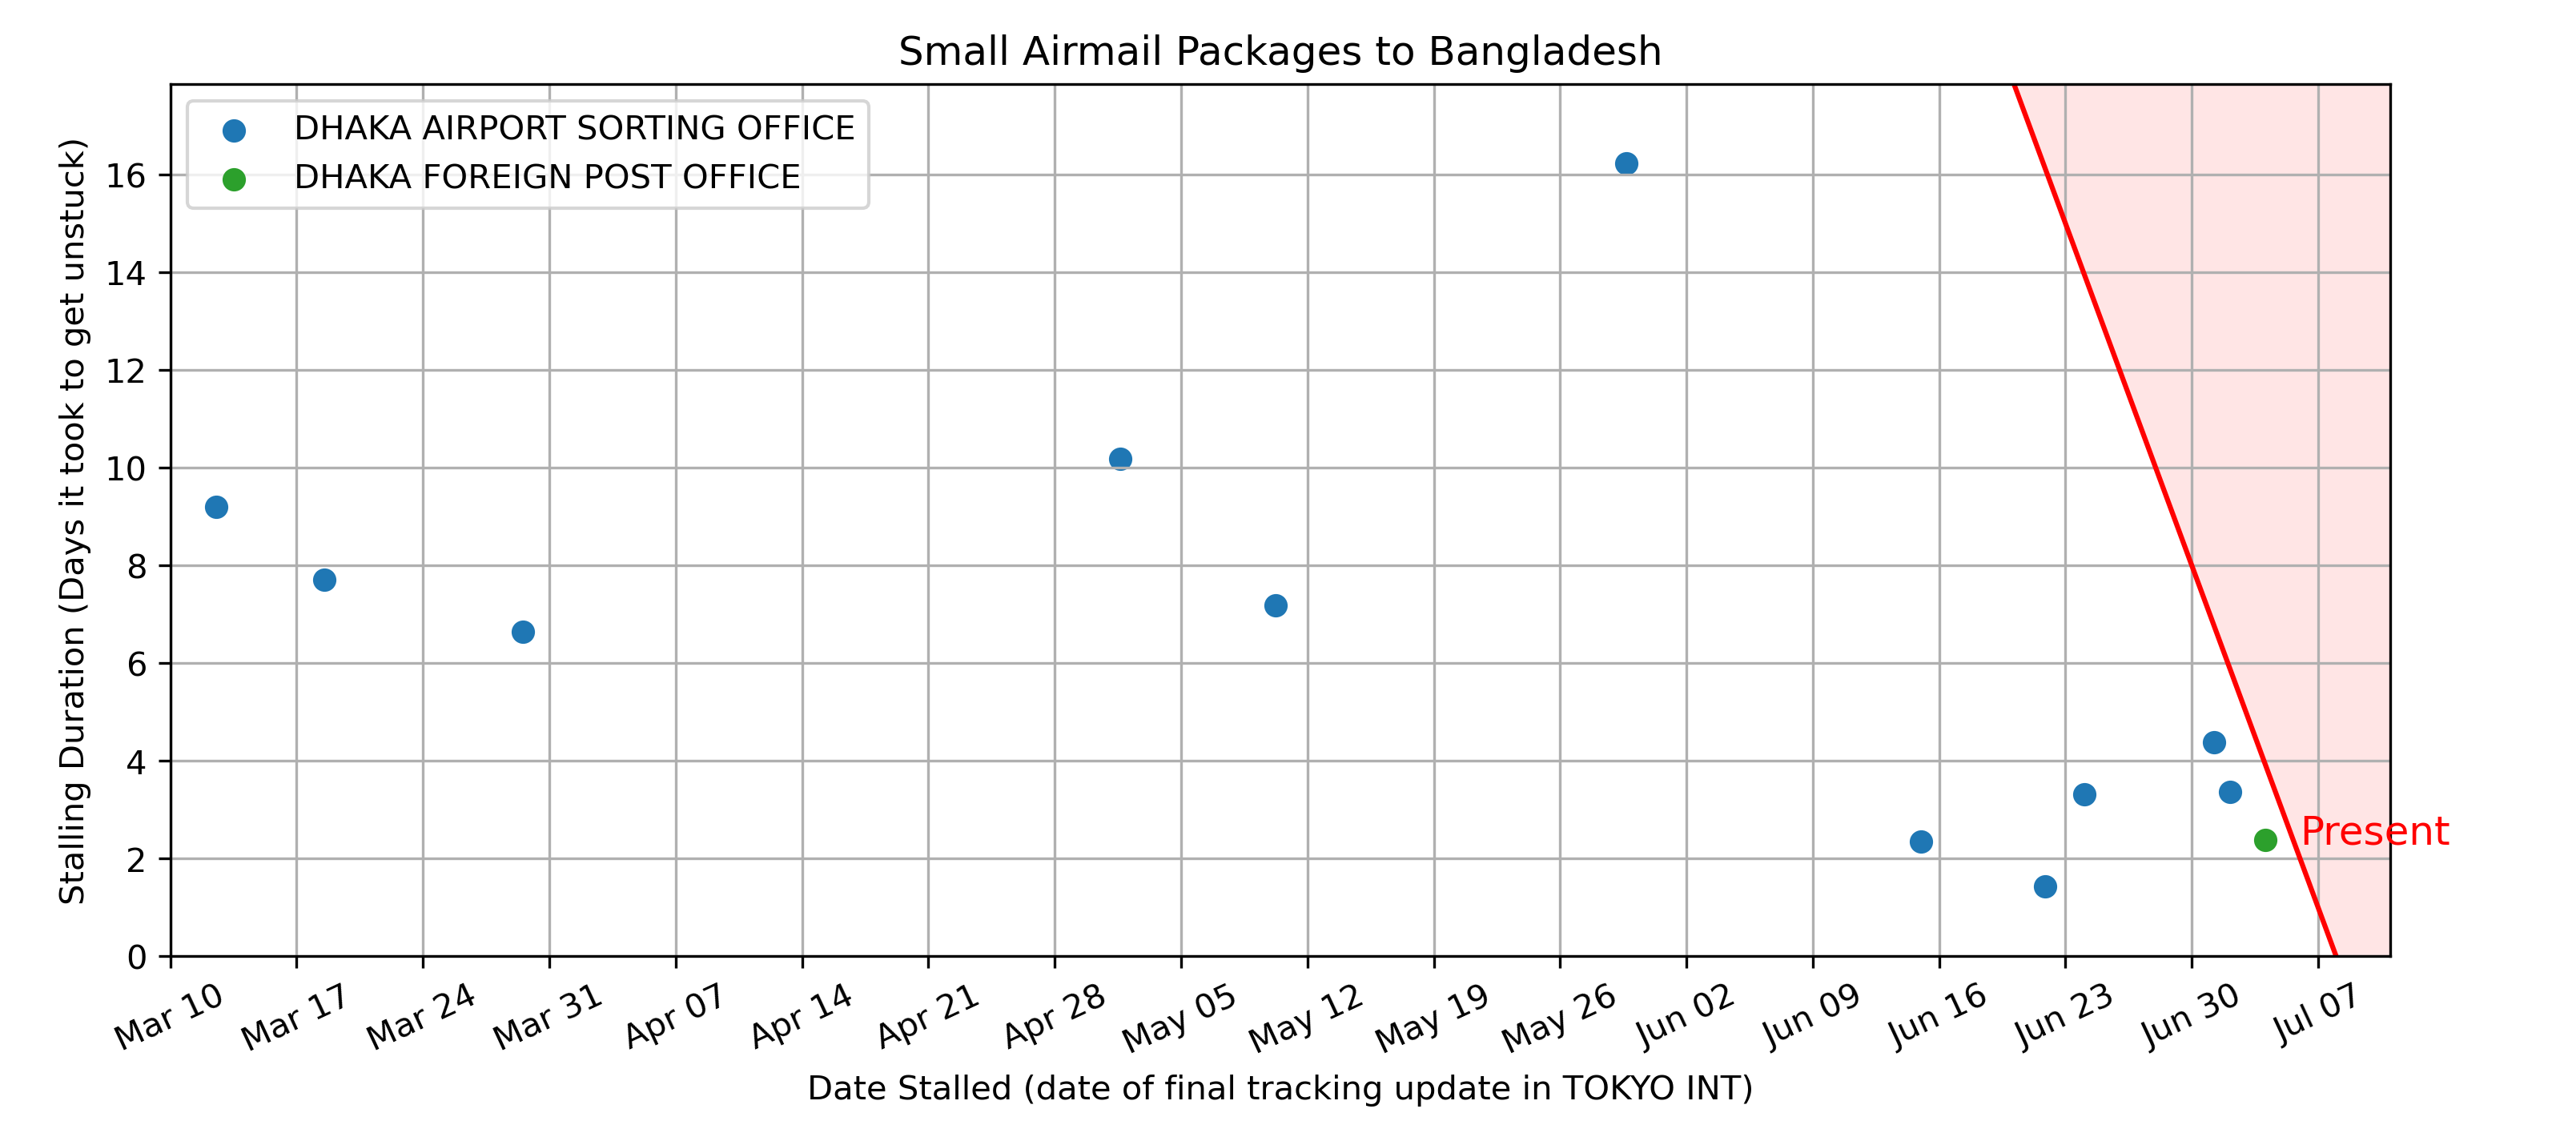 Small Airmail Packages to Bangladesh
DHAKA AIRPORT SORTING OFFICE
DHAKA FOREIGN POST OFFICE
Stalling Duration (Days it took to get unstuck)
16
14
12
10
8
6
4
2
0
Present
Mar 10
Mar 17
Mar 24
Mar 31
Apr 07
Apr 14
Apr 21
Apr 28
May 05
May 12
May 19
May 26
Jun 02
Jun 09
Jun 16
Jun 23
Jun 30
Jul 07
Date Stalled (date of final tracking update in TOKYO INT)